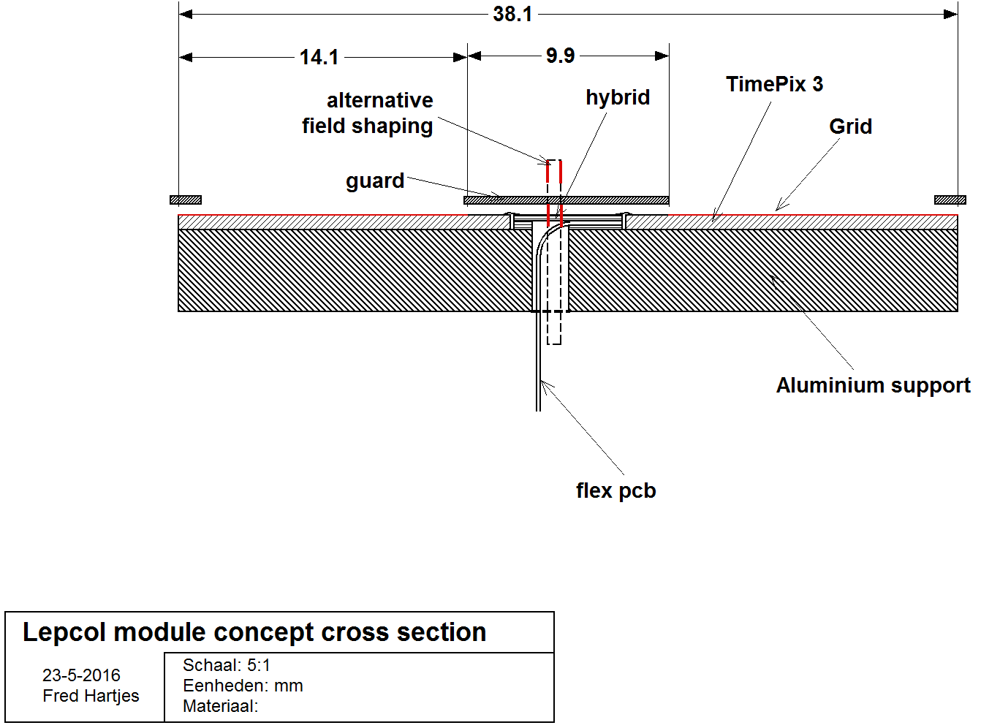 38.1
14.1
9.9
TimePix 3
alternative
field shaping
hybrid
Grid
guard
Aluminium support
flex pcb
Lepcol module concept cross section
23-5-2016
Fred Hartjes
Schaal: 5:1
Eenheden: mm
Materiaal: